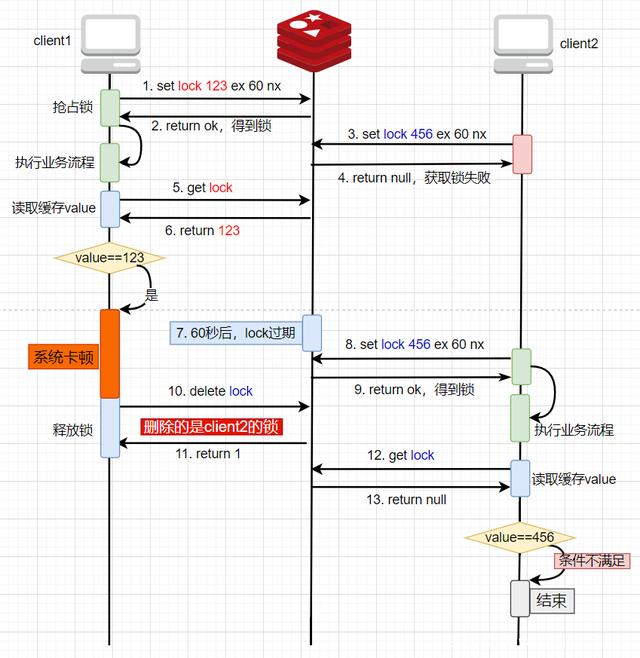 client1
client2
1. set lock 123 ex 60 nx
抢占锁
2. return ok，得到锁
3. set lock 456 ex 60 nx
执行业务流程
4. return null，获取锁失败
5. get lock
读取缓存value
6. return 123
value==123
是
7. 60秒后，lock过期
8. set lock 456 ex 60 nx
系统卡顿
9. return ok，得到锁
10. delete lock
删除的是client2的锁
释放锁
执行业务流程
11. return 1
12. get lock
读取缓存value
13. return null
value==456
条件不满足
结束